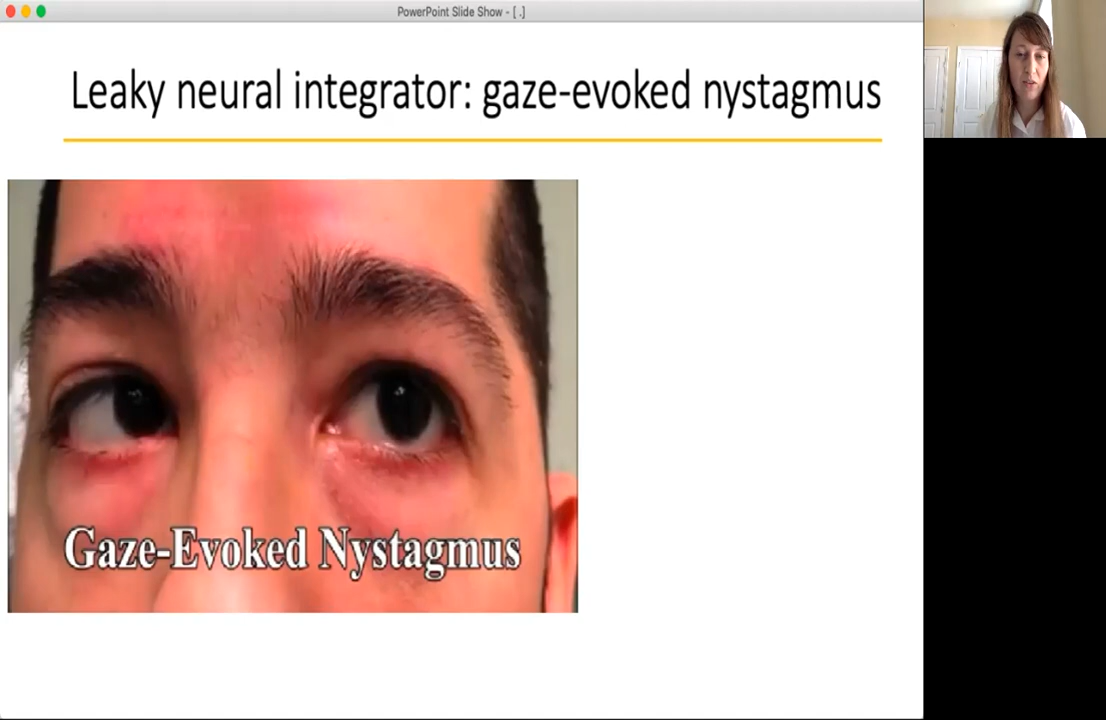 PowerPoint Slide Show - [ .]
Leaky neural integrator: gaze-evoked nystagmus
Gaze-Evoked Nystagmus